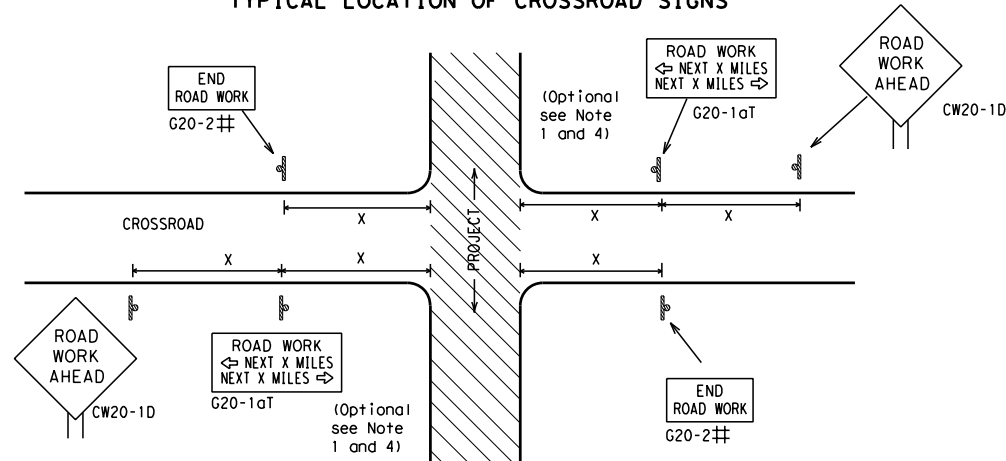 TYPICAL LOCATION OF CROSSROAD SIGNS
END
ROAD WORK
G20-2#
(Optional
see Note
1 and 4)
ROAD WORK
⇦ NEXT X MILES
NEXT X MILES ⇨
G20-1aT
ROAD
WORK
AHEAD
CW20-1D
X
X
X
CROSSROAD
PROJECT
X
X
X
ROAD
WORK
AHEAD
CW20-1D
ROAD WORK
⇦ NEXT X MILES
NEXT X MILES ⇨
G20-1aT
(Optional
see Note
1 and 4)
END
ROAD WORK
G20-2#